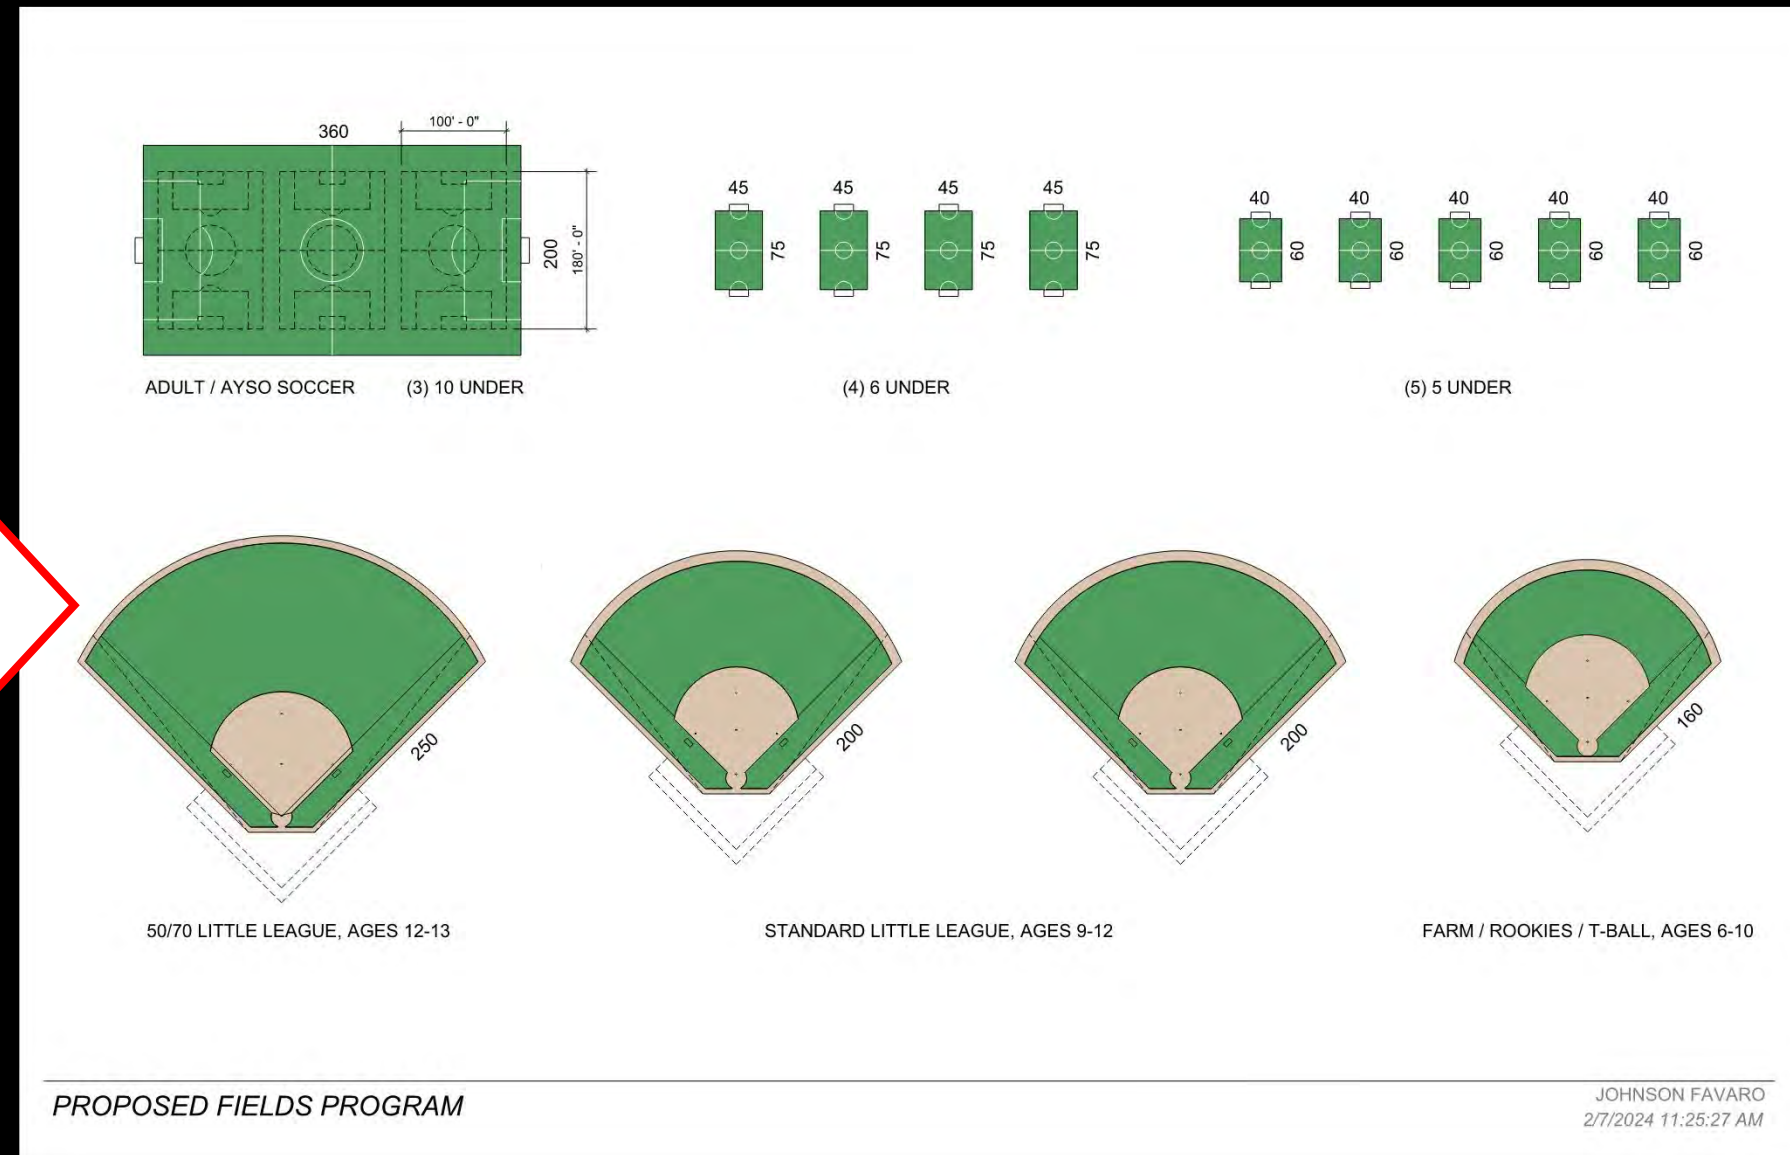 360
100' - 0"
200
180' - 0"
ADULT / AYSO SOCCER (3) 10 UNDER
45 45 45 45
75 75 75 75
(4) 6 UNDER
40 40 40 40 40
60 60 60 60 60
(5) 5 UNDER
250
50/70 LITTLE LEAGUE, AGES 12-13
200 200
STANDARD LITTLE LEAGUE, AGES 9-12
160
FARM / ROOKIES / T-BALL, AGES 6-10
PROPOSED FIELDS PROGRAM
JOHNSON FAVARO
2/7/2024 11:25:27 AM